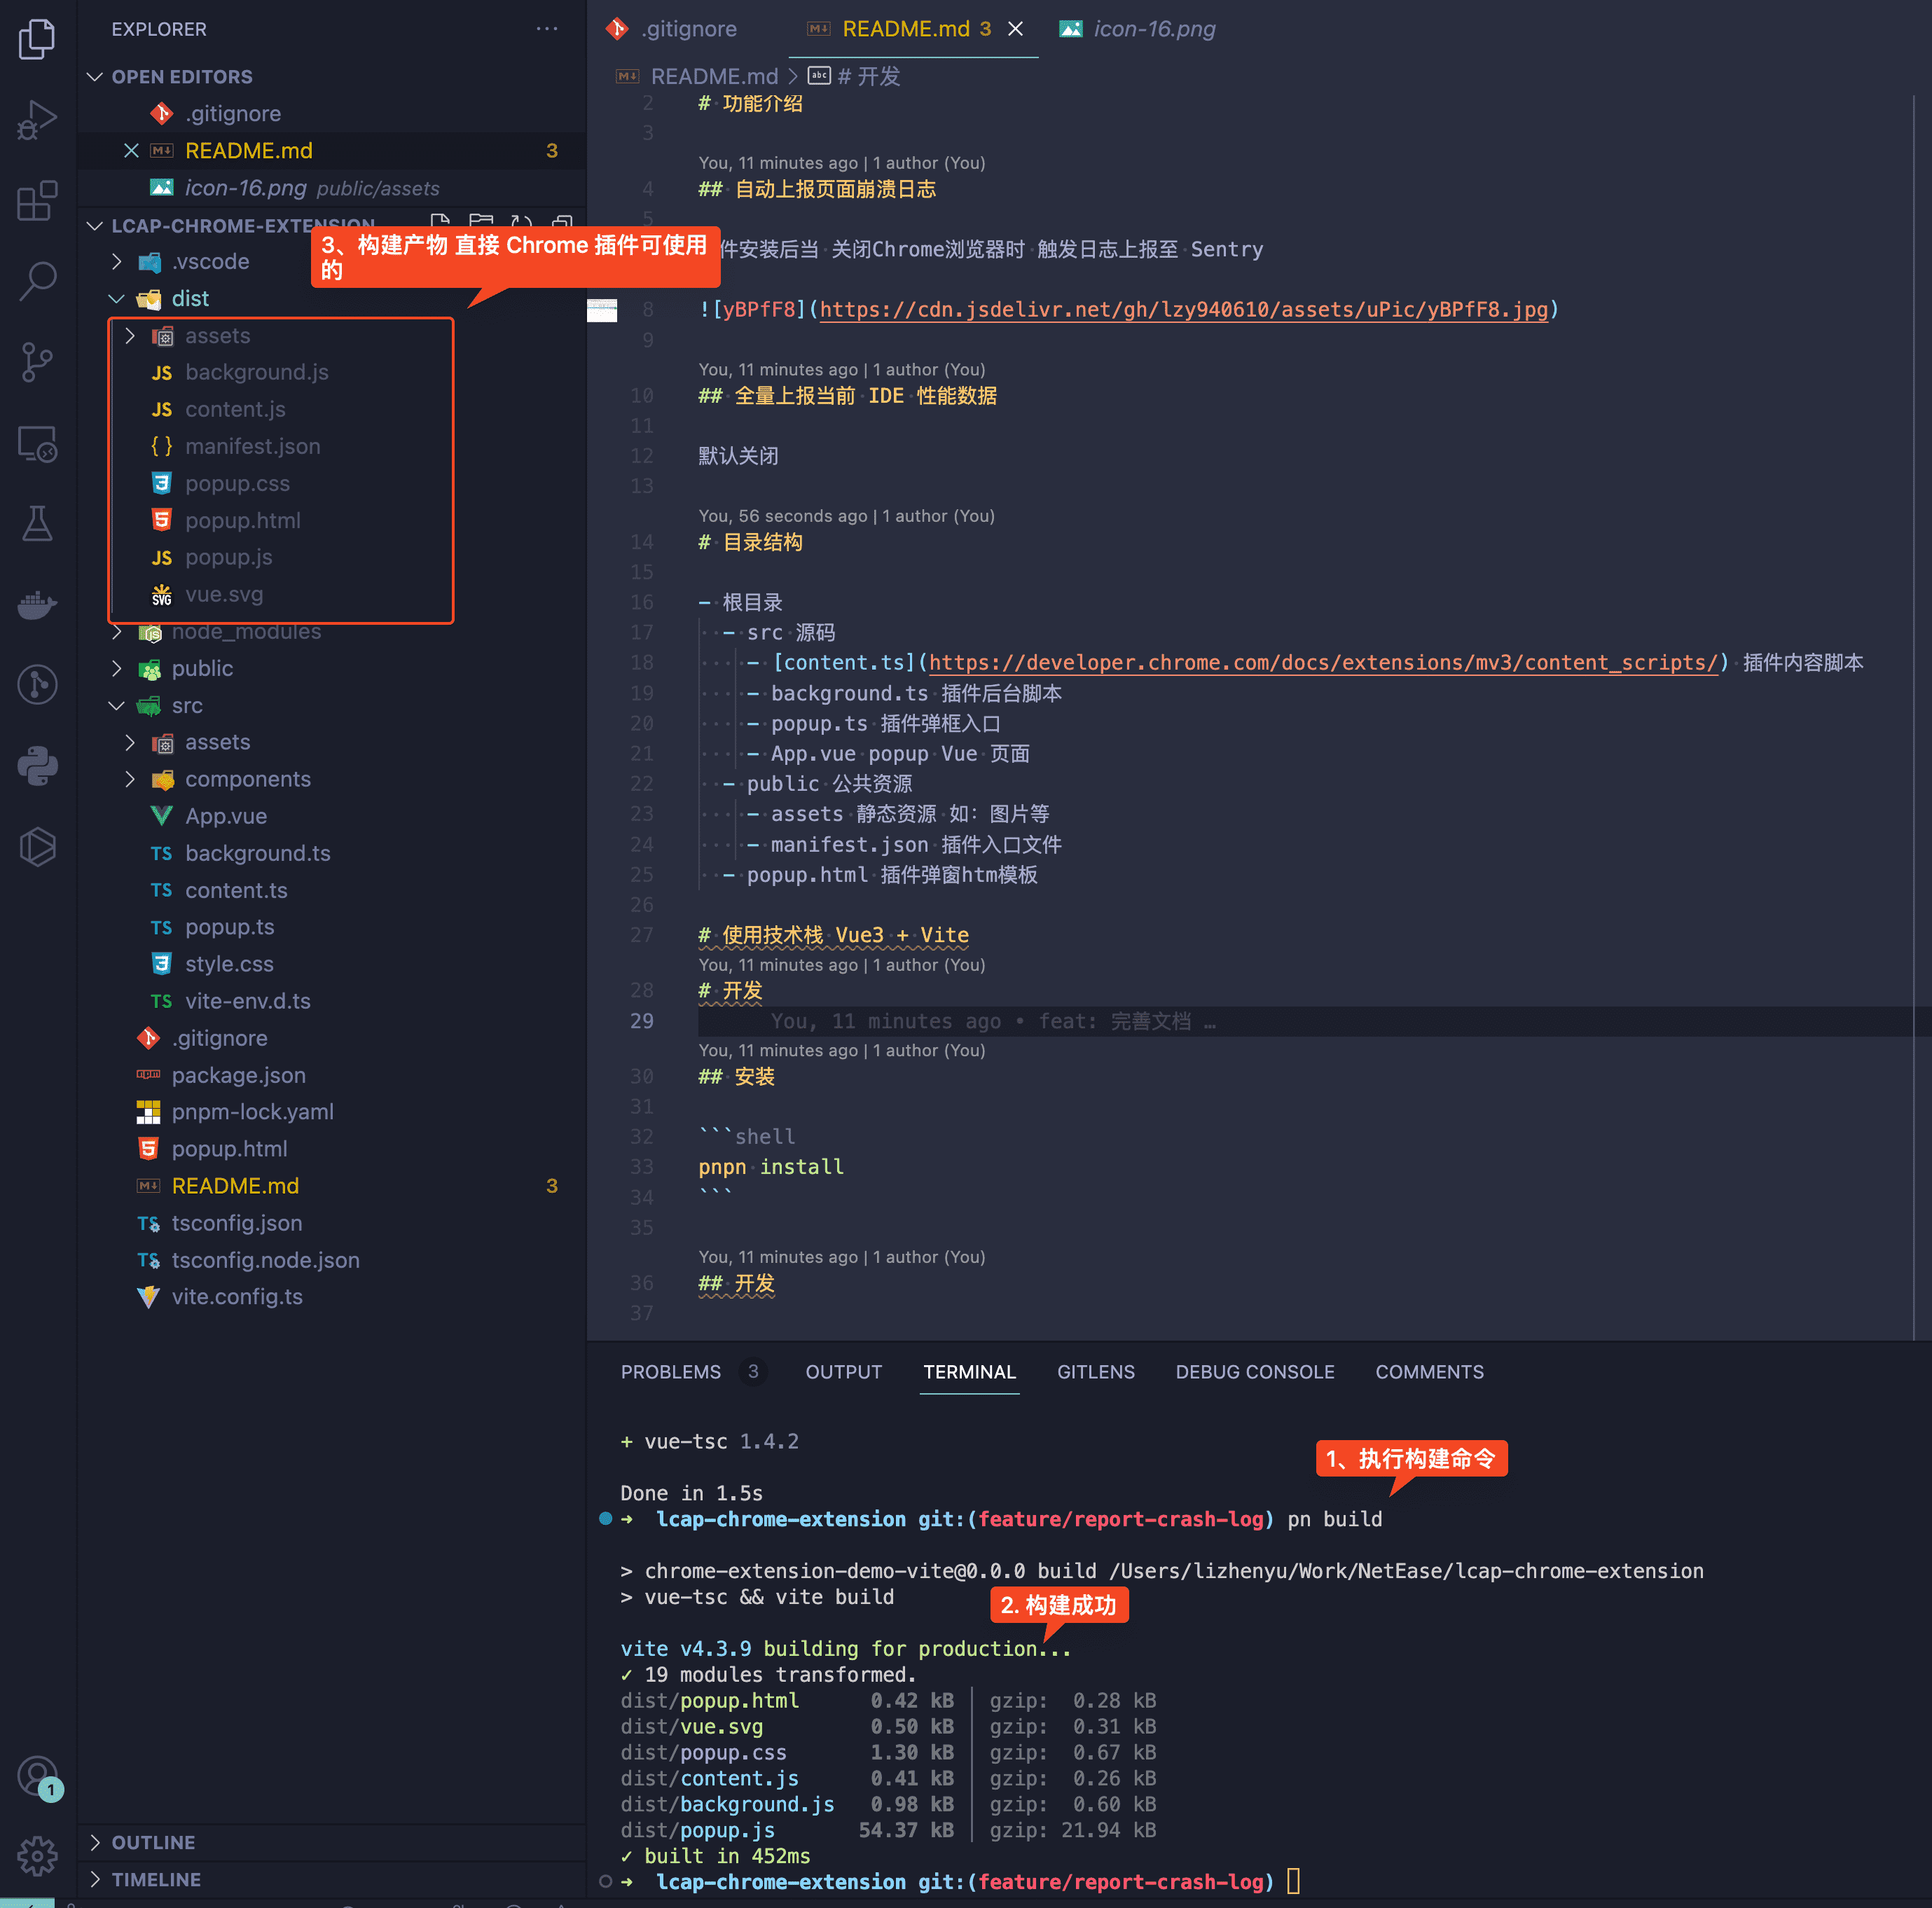 EXPLORER
OPEN EDITORS
.gitignore
README.md 3
icon-16.png public/assets
LCAP-CHROME-EXTENSION
3、构建产物 直接 Chrome 插件可使用
的
.vscode
dist
assets
background.js
content.js
manifest.json
popup.css
popup.html
popup.js
vue.svg
node_modules
public
src
assets
components
App.vue
background.ts
content.ts
popup.ts
style.css
vite-env.d.ts
.gitignore
package.json
pnpm-lock.yaml
popup.html
README.md 3
tsconfig.json
tsconfig.node.json
vite.config.ts
OUTLINE
TIMELINE
1
.gitignore README.md 3 icon-16.png
README.md > # 开发
2 # 功能介绍
3
You, 11 minutes ago | 1 author (You)
4 ## 自动上报页面崩溃日志
5
件安装后当 关闭Chrome浏览器时 触发日志上报至 Sentry
8 ![yBPfF8](https://cdn.jsdelivr.net/gh/lzy940610/assets/uPic/yBPfF8.jpg)
9
You, 11 minutes ago | 1 author (You)
10 ## 全量上报当前 IDE 性能数据
11
12 默认关闭
13
You, 56 seconds ago | 1 author (You)
14 # 目录结构
15
16 - 根目录
17 - src 源码
18 - [content.ts](https://developer.chrome.com/docs/extensions/mv3/content_scripts/) 插件内容脚本
19 - background.ts 插件后台脚本
20 - popup.ts 插件弹框入口
21 - App.vue popup Vue 页面
22 - public 公共资源
23 - assets 静态资源 如：图片等
24 - manifest.json 插件入口文件
25 - popup.html 插件弹窗htm模板
26
27 # 使用技术栈 Vue3 + Vite
You, 11 minutes ago | 1 author (You)
28 # 开发
29 You, 11 minutes ago • feat: 完善文档 …
You, 11 minutes ago | 1 author (You)
30 ## 安装
31
32 ```shell
33 pnpn install
34 ```
35
You, 11 minutes ago | 1 author (You)
36 ## 开发
37
PROBLEMS 3 OUTPUT TERMINAL GITLENS DEBUG CONSOLE COMMENTS
+ vue-tsc 1.4.2
1、执行构建命令
Done in 1.5s
➜ lcap-chrome-extension git:(feature/report-crash-log) pn build
> chrome-extension-demo-vite@0.0.0 build /Users/lizhenyu/Work/NetEase/lcap-chrome-extension
> vue-tsc && vite build
2. 构建成功
vite v4.3.9 building for production...
✓ 19 modules transformed.
dist/popup.html 0.42 kB │ gzip: 0.28 kB
dist/vue.svg 0.50 kB │ gzip: 0.31 kB
dist/popup.css 1.30 kB │ gzip: 0.67 kB
dist/content.js 0.41 kB │ gzip: 0.26 kB
dist/background.js 0.98 kB │ gzip: 0.60 kB
dist/popup.js 54.37 kB │ gzip: 21.94 kB
✓ built in 452ms
➜ lcap-chrome-extension git:(feature/report-crash-log)